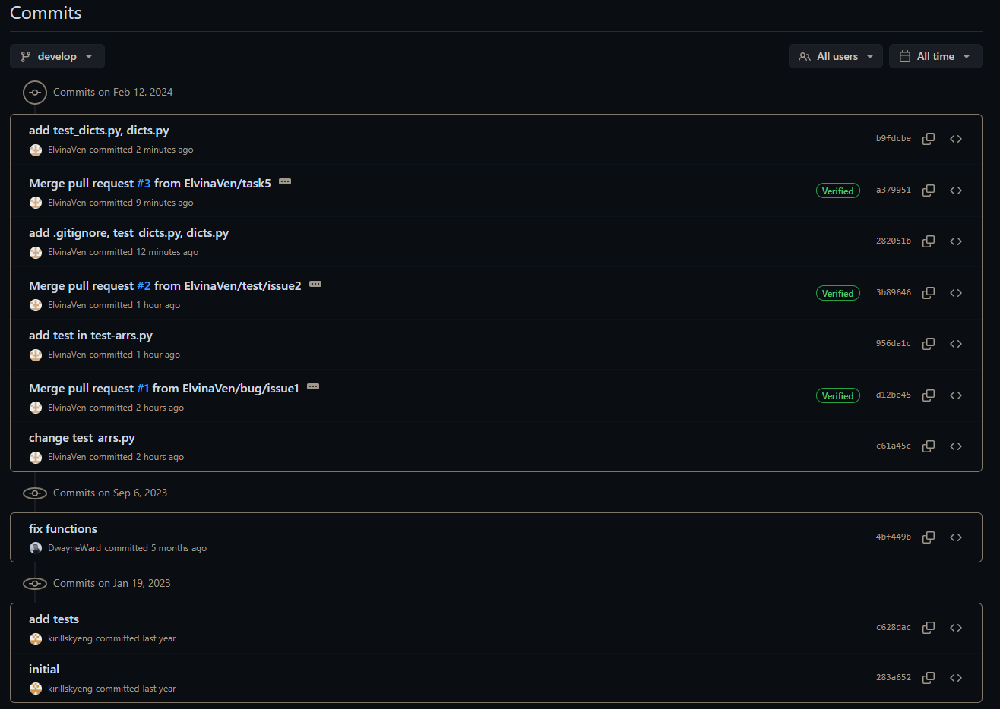 Commits
develop
All users
All time
Commits on Feb 12, 2024
add test_dicts.py, dicts.py
b9fdcbe
ElvinaVen committed 2 minutes ago
Merge pull request #3 from ElvinaVen/task5
Verified
a379951
ElvinaVen committed 9 minutes ago
add .gitignore, test_dicts.py, dicts.py
282051b
ElvinaVen committed 12 minutes ago
Merge pull request #2 from ElvinaVen/test/issue2
Verified
3b89646
ElvinaVen committed 1 hour ago
add test in test-arrs.py
956da1c
ElvinaVen committed 1 hour ago
Merge pull request #1 from ElvinaVen/bug/issue1
Verified
d12be45
ElvinaVen committed 2 hours ago
change test_arrs.py
c61a45c
ElvinaVen committed 2 hours ago
Commits on Sep 6, 2023
fix functions
4bf449b
DwayneWard committed 5 months ago
Commits on Jan 19, 2023
add tests
c628dac
kirillskyeng committed last year
initial
283a652
kirillskyeng committed last year